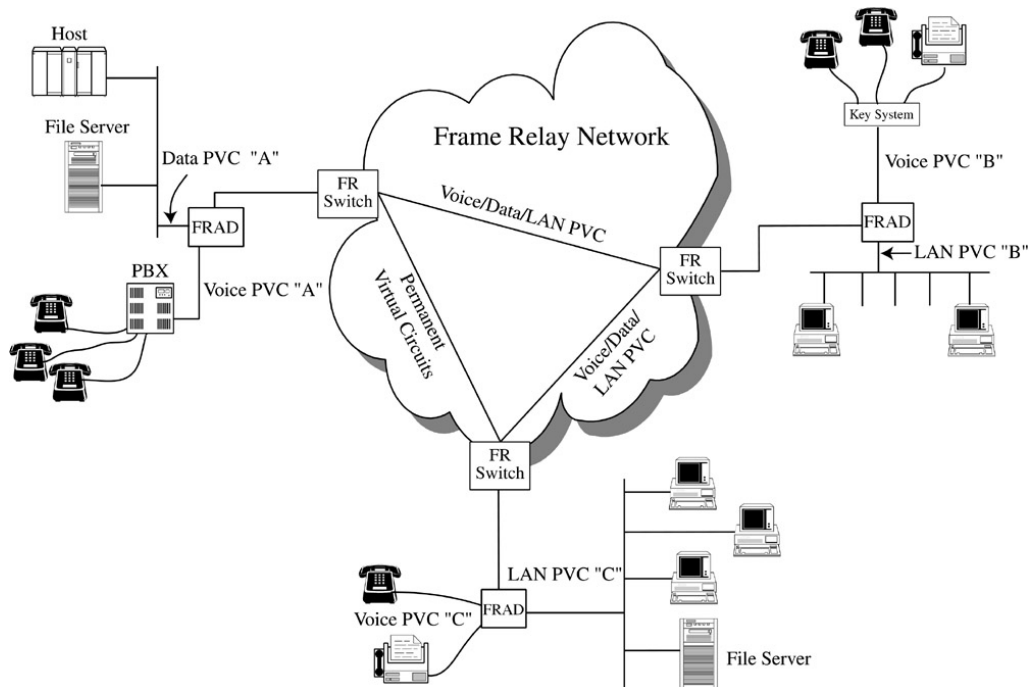 Host
File Server
Data PVC "A"
FRAD
PBX
Voice PVC "A"
FR
Switch
Frame Relay Network
Voice/Data/LAN PVC
Permanent
Virtual Circuits
Voice/Data/
LAN PVC
FR
Switch
Key System
Voice PVC "B"
FRAD
LAN PVC "B"
FR
Switch
LAN PVC "C"
FRAD
Voice PVC "C"
File Server